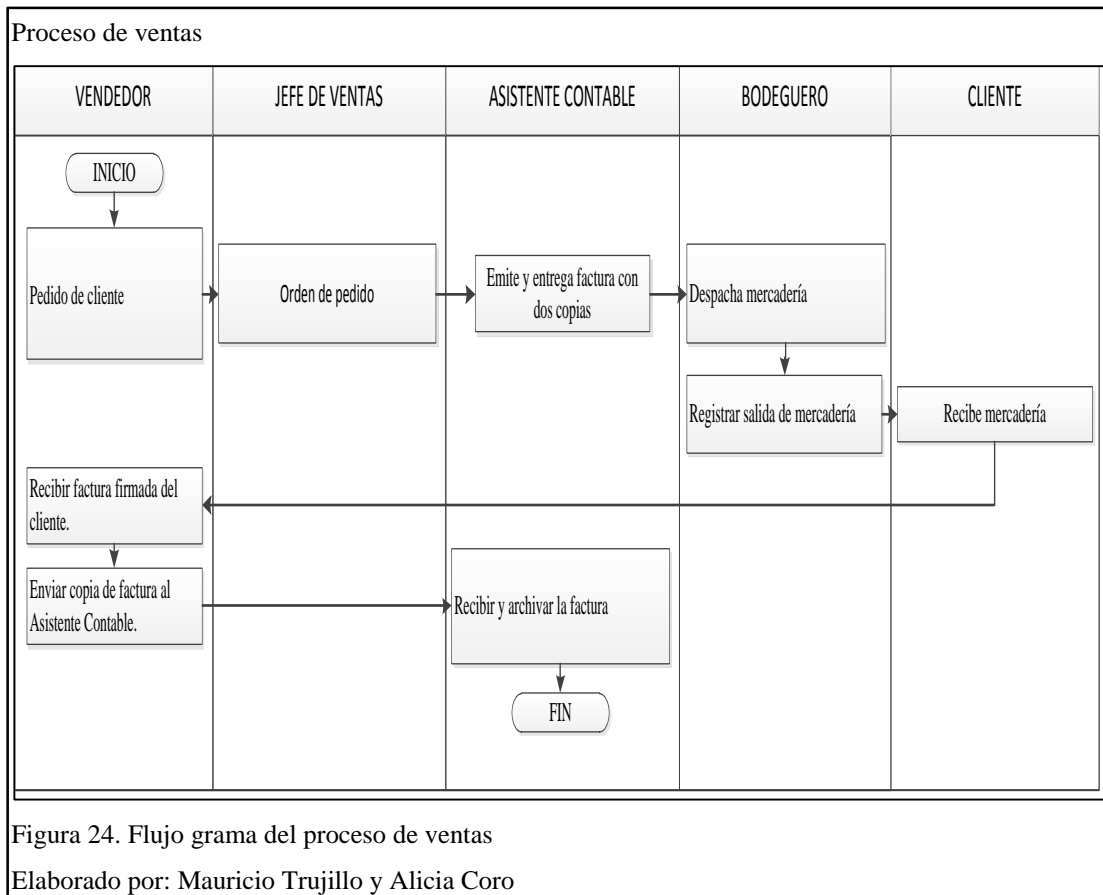 Proceso de ventas
VENDEDOR
JEFE DE VENTAS
ASISTENTE CONTABLE
BODEGUERO
CLIENTE
INICIO
Pedido de cliente
Orden de pedido
Emite y entrega factura con
dos copias
Despacha mercadería
Registrar salida de mercadería
Recibe mercadería
Recibir factura firmada del
cliente.
Enviar copia de factura al
Asistente Contable.
Recibir y archivar la factura
FIN
Figura 24. Flujo grama del proceso de ventas
Elaborado por: Mauricio Trujillo y Alicia Coro